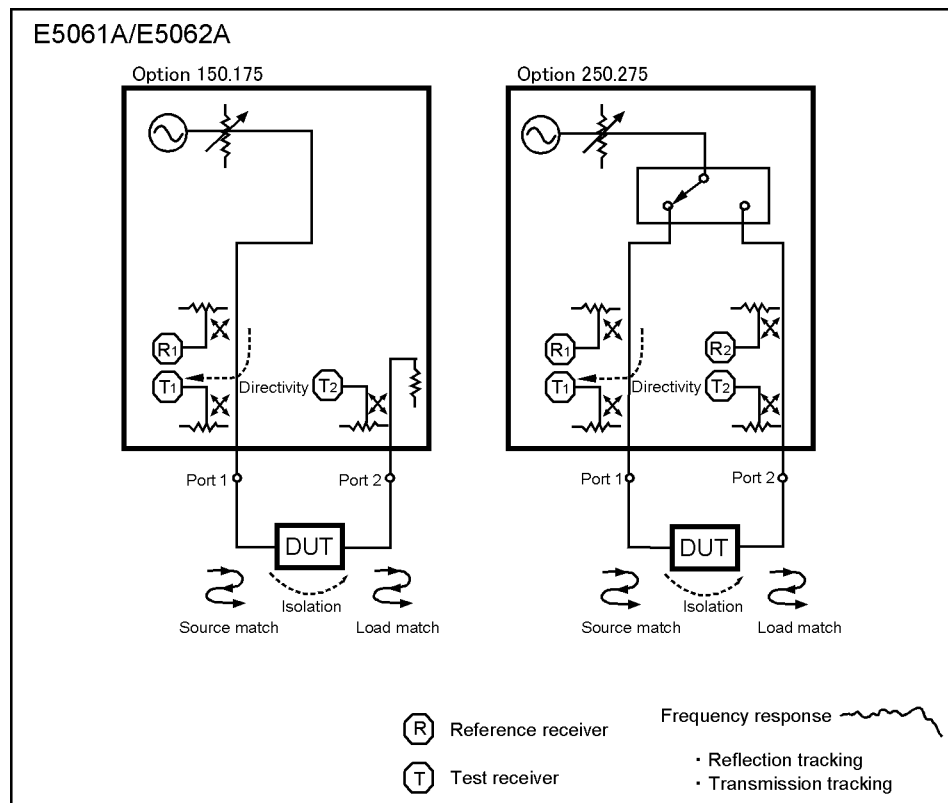 E5061A/E5062A
Option 150.175
R1
T1
Directivity
T2
Port 1
Port 2
DUT
Isolation
Source match
Load match
Option 250.275
R1
R2
T1
Directivity
T2
Port 1
Port 2
DUT
Isolation
Source match
Load match
R Reference receiver
T Test receiver
Frequency response
· Reflection tracking
· Transmission tracking